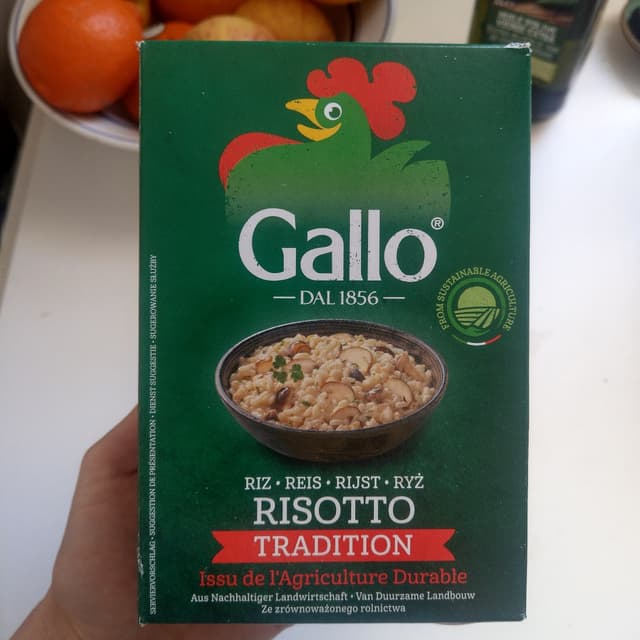 Gallo®
DAL 1856
FROM SUSTAINABLE AGRICULTURE
RIZ • REIS • RIJST • RYŻ
RISOTTO
TRADITION
Issu de l'Agriculture Durable
Aus Nachhaltiger Landwirtschaft • Van Duurzame Landbouw
Ze zrównoważonego rolnictwa
SERVIERVORSCHLAG • SUGGESTION DE PRÉSENTATION • DIENST SUGGESTIE • SUGEROWANIE SŁUŻBY